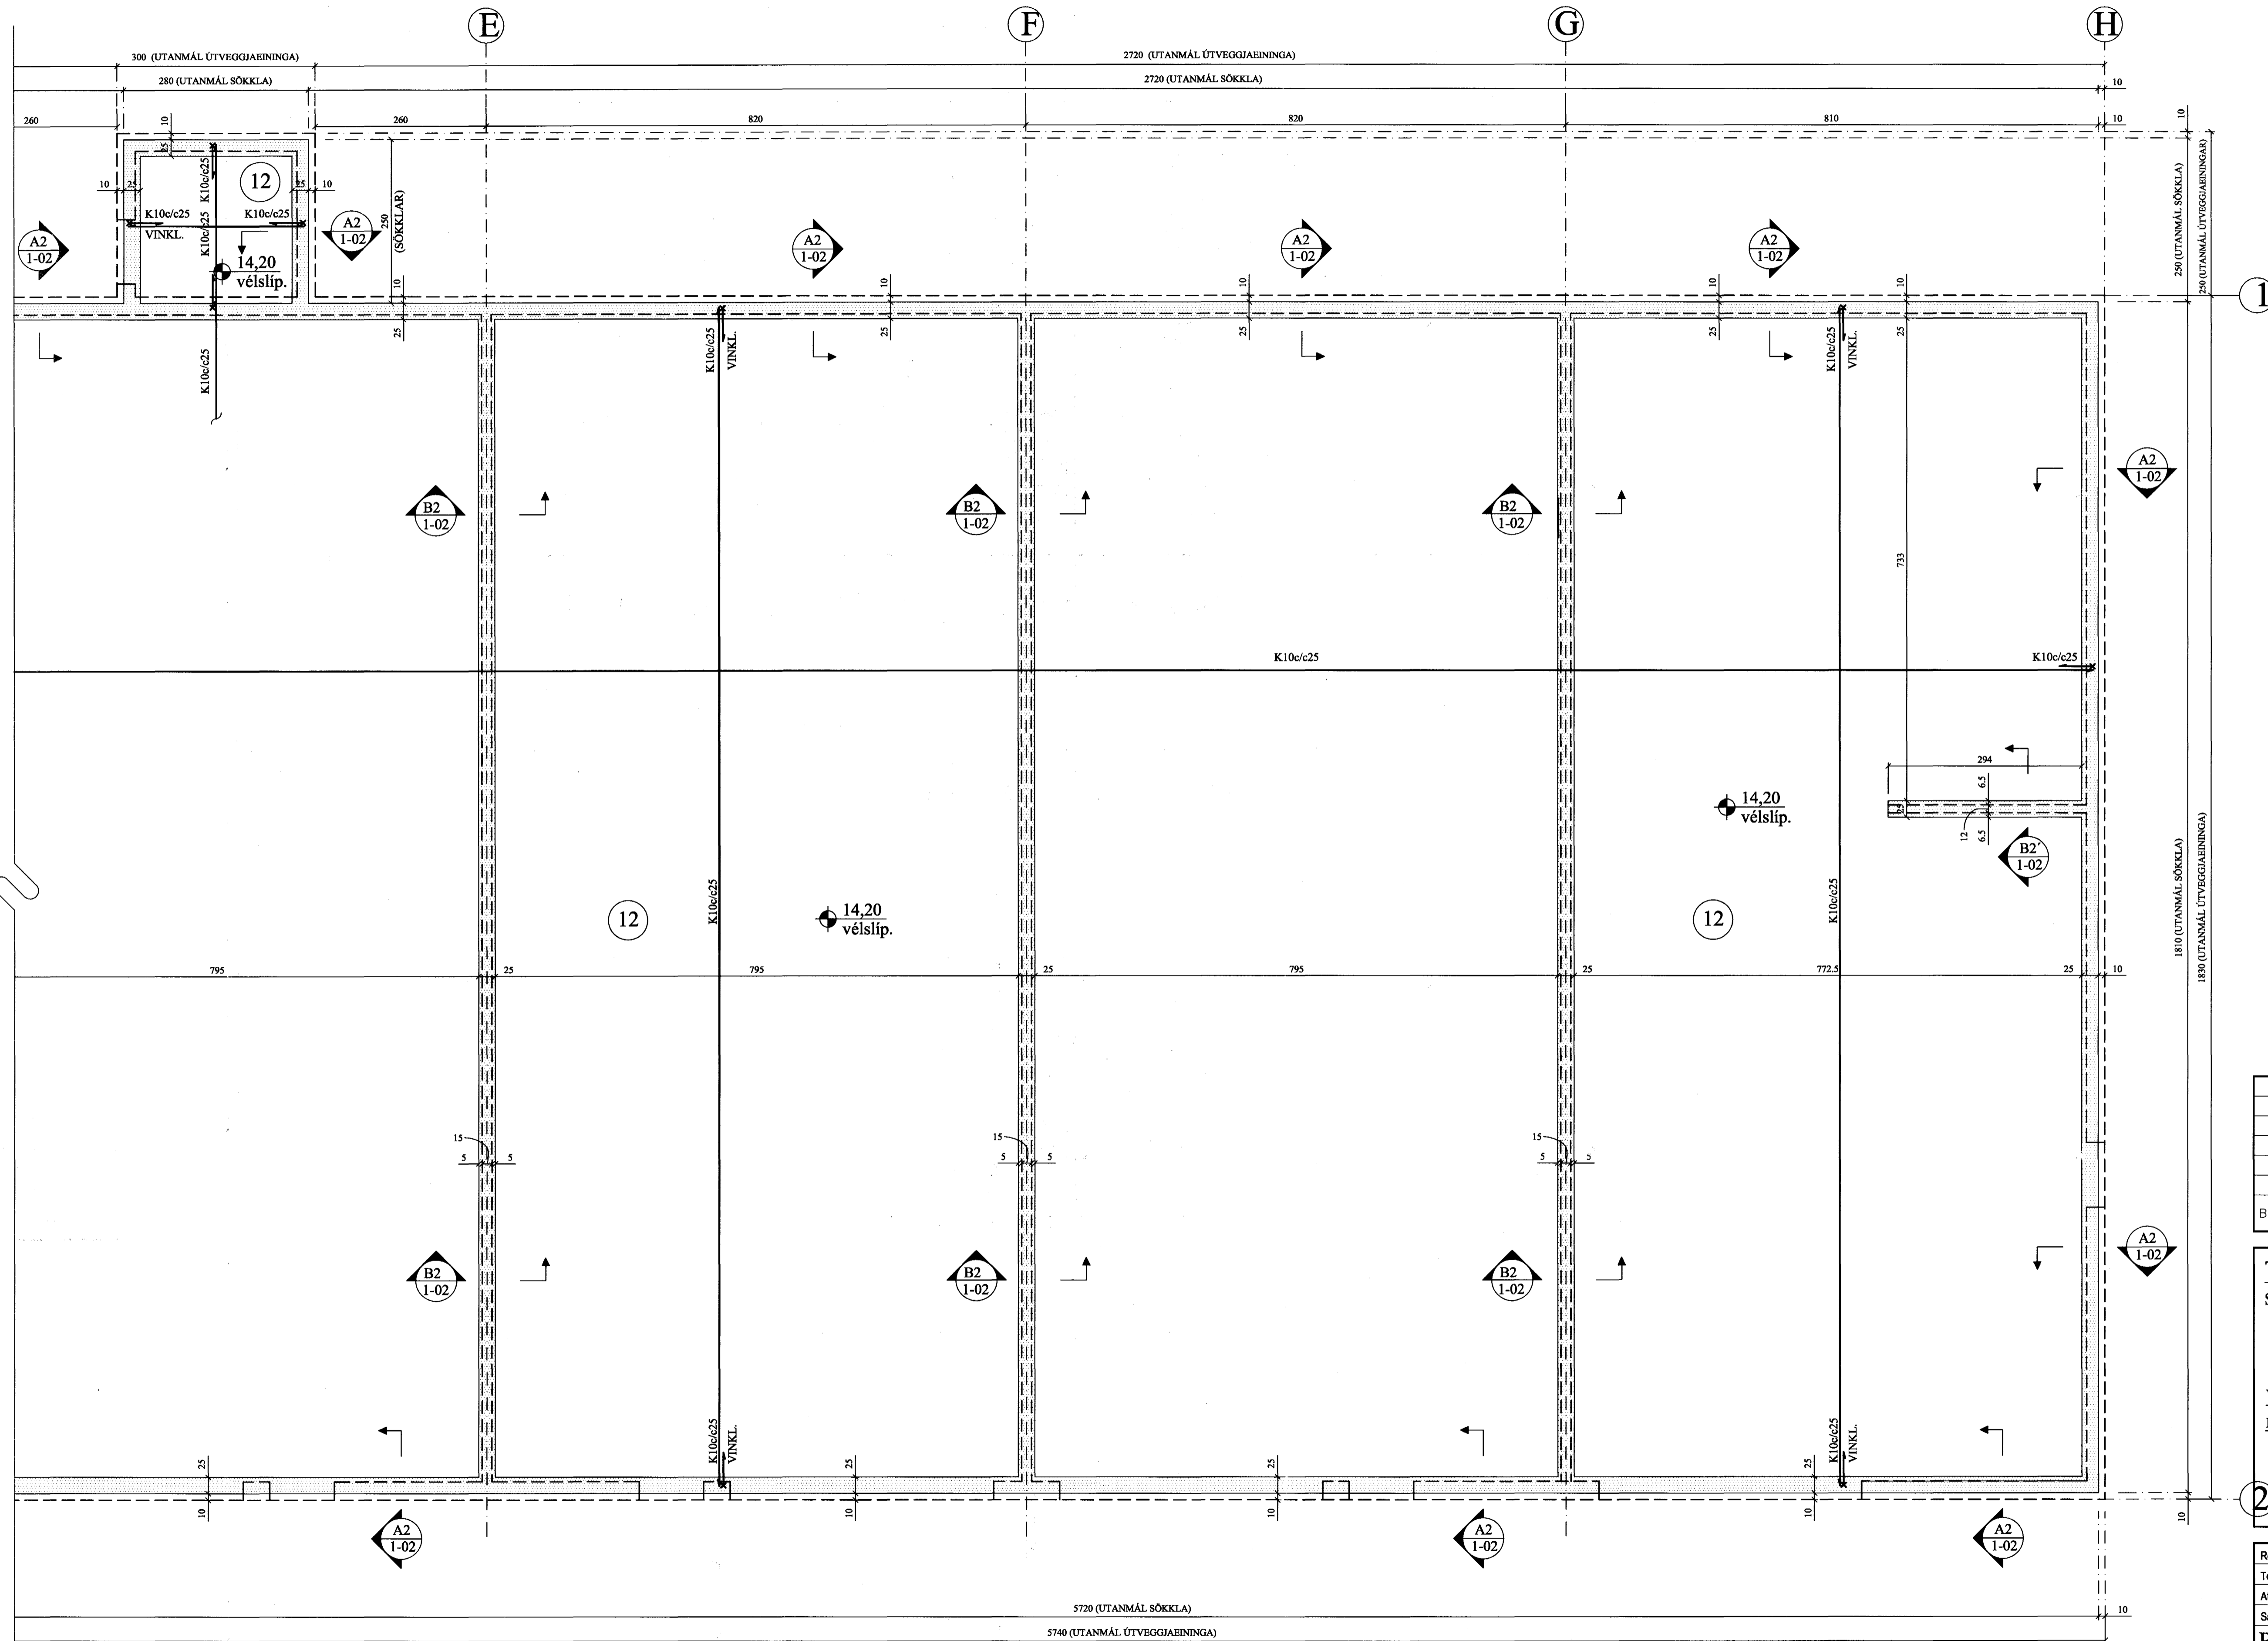 E
F
G
H
300 (UTANMÁL ÚTVEGGJAEININGA)
2720 (UTANMÁL ÚTVEGGJAEININGA)
280 (UTANMÁL SÖKKLA)
2720 (UTANMÁL SÖKKLA)
10
260
260
820
820
810
10
10
25
10
25
25
10
12
K10c/c25
K10c/c25
K10c/c25
K10c/c25
VINKL.
14,20
vélslíp.
250
(SÖKKLAR)
10
250 (UTANMÁL SÖKKLA)
250 (UTANMÁL ÚTVEGGJAEININGAR)
A2
1-02
A2
1-02
A2
1-02
A2
1-02
A2
1-02
1
10
25
10
25
10
25
10
25
10
25
K10c/c25
K10c/c25
VINKL.
K10c/c25
VINKL.
B2
1-02
B2
1-02
B2
1-02
A2
1-02
733
K10c/c25
K10c/c25
294
6.5
25
12
6.5
14,20
vélslíp.
B2´
1-02
1810 (UTANMÁL SÖKKLA)
1830 (UTANMÁL ÚTVEGGJAEININGA)
12
K10c/c25
14,20
vélslíp.
12
K10c/c25
795
25
795
25
795
25
772.5
25
10
15
5
5
15
5
5
15
5
5
B
B2
1-02
B2
1-02
B2
1-02
A2
1-02
K10c/c25
VINKL.
K10c/c25
VINKL.
25
10
25
10
25
10
25
10
10
2
A2
1-02
A2
1-02
A2
1-02
5720 (UTANMÁL SÖKKLA)
10
5740 (UTANMÁL ÚTVEGGJAEININGA)